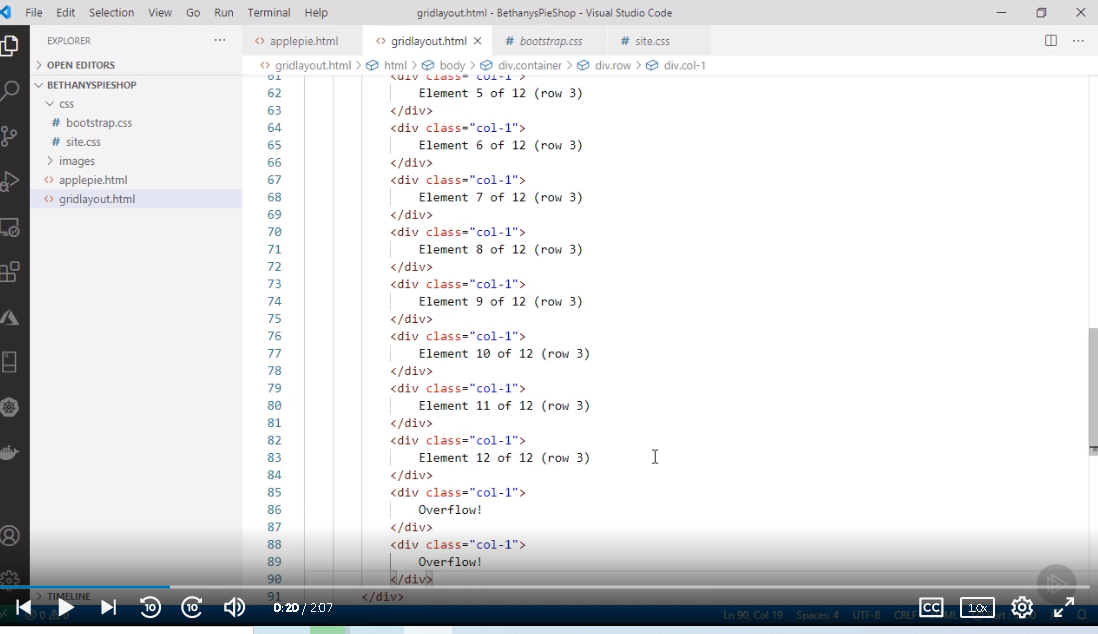 File Edit Selection View Go Run Terminal Help gridlayout.html - BethanysPieShop - Visual Studio Code
EXPLORER ··· <> applepie.html <> gridlayout.html × # bootstrap.css # site.css ···
> OPEN EDITORS <> gridlayout.html > html > body > div.container > div.row > div.col-1
BETHANYSPIESHOP
css
# bootstrap.css
# site.css
> images
<> applepie.html
<> gridlayout.html
61 <div class="col-1">
62 Element 5 of 12 (row 3)
63 </div>
64 <div class="col-1">
65 Element 6 of 12 (row 3)
66 </div>
67 <div class="col-1">
68 Element 7 of 12 (row 3)
69 </div>
70 <div class="col-1">
71 Element 8 of 12 (row 3)
72 </div>
73 <div class="col-1">
74 Element 9 of 12 (row 3)
75 </div>
76 <div class="col-1">
77 Element 10 of 12 (row 3)
78 </div>
79 <div class="col-1">
80 Element 11 of 12 (row 3)
81 </div>
82 <div class="col-1">
83 Element 12 of 12 (row 3)
84 </div>
85 <div class="col-1">
86 Overflow!
87 </div>
88 <div class="col-1">
89 Overflow!
90 </div>
91 </div>
> TIMELINE
10 10 0:20 / 2:07 CC 1.0x
Ln 90, Col 19 Spaces: 4 UTF-8 CRLF